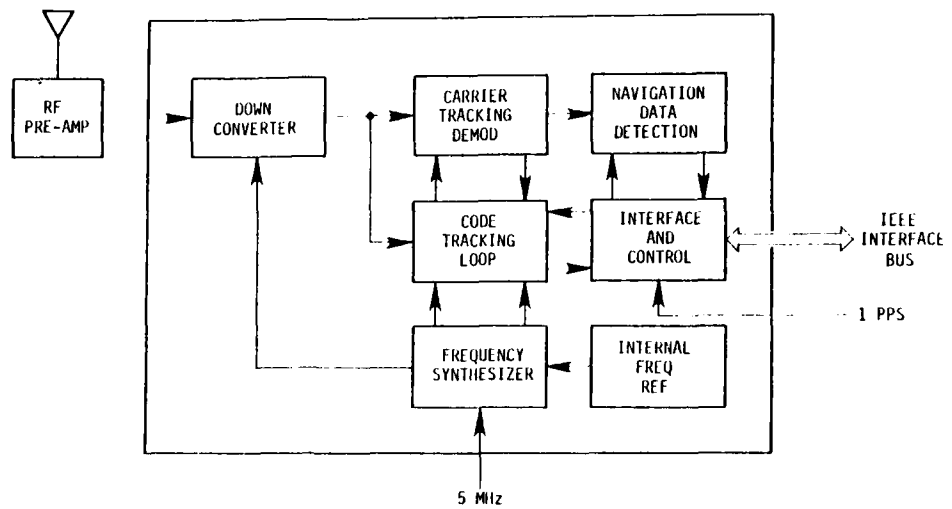 RF
PRE-AMP
DOWN
CONVERTER
CARRIER
TRACKING
DEMOD
NAVIGATION
DATA
DETECTION
CODE
TRACKING
LOOP
INTERFACE
AND
CONTROL
IEEE
INTERFACE
BUS
1 PPS
FREQUENCY
SYNTHESIZER
INTERNAL
FREQ
REF
5 MHz